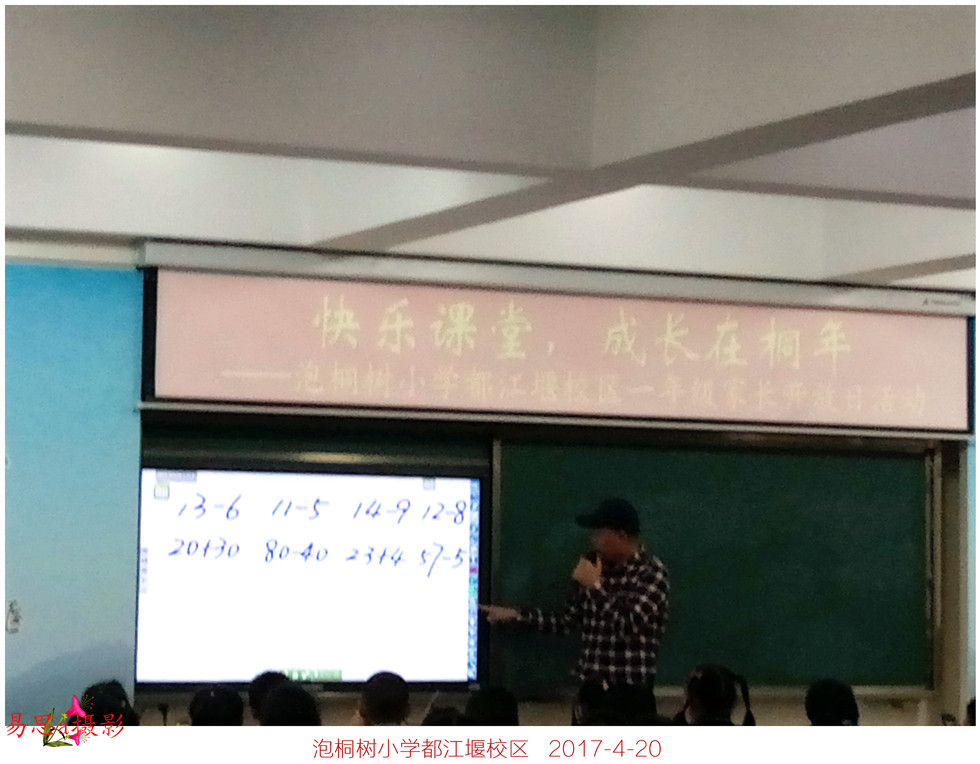 快乐课堂，成长在桐年
——泡桐树小学都江堰校区一年级家长开放日活动
13-6 11-5 14-9 12-8
20+30 80-40 23+4 57-5
易思a摄影
泡桐树小学都江堰校区 2017-4-20